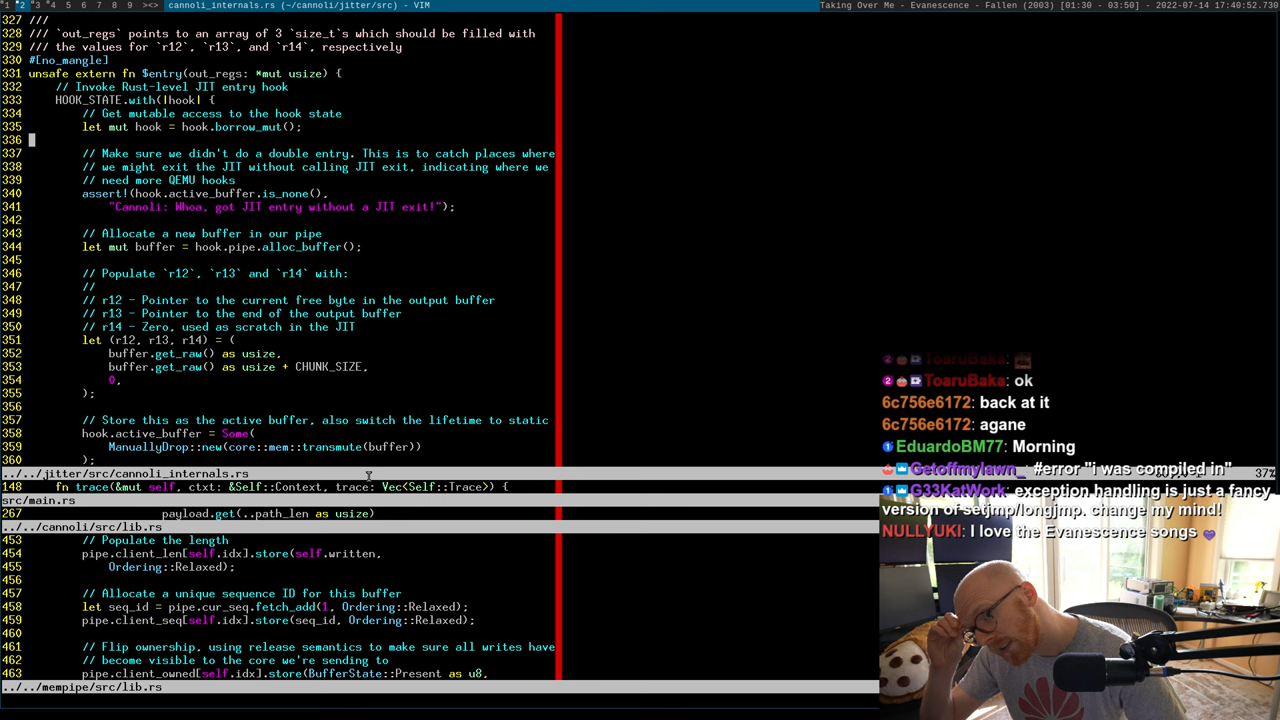 1 2 3 4 5 6 7 8 9 ><> cannoli_internals.rs (~/cannoli/jitter/src) - VIM
Taking Over Me - Evanescence - Fallen (2003) [01:30 - 03:50] - 2022-07-14 17:40:52.730
327 ///
328 /// `out_regs` points to an array of 3 `size_t`s which should be filled with
329 /// the values for `r12`, `r13`, and `r14`, respectively
330 #[no_mangle]
331 unsafe extern fn $entry(out_regs: *mut usize) {
332 // Invoke Rust-level JIT entry hook
333 HOOK_STATE.with(|hook| {
334 // Get mutable access to the hook state
335 let mut hook = hook.borrow_mut();
336
337 // Make sure we didn't do a double entry. This is to catch places where
338 // we might exit the JIT without calling JIT exit, indicating where we
339 // need more QEMU hooks
340 assert!(hook.active_buffer.is_none(),
341 "Cannoli: Whoa, got JIT entry without a JIT exit!");
342
343 // Allocate a new buffer in our pipe
344 let mut buffer = hook.pipe.alloc_buffer();
345
346 // Populate `r12`, `r13` and `r14` with:
347 //
348 // r12 - Pointer to the current free byte in the output buffer
349 // r13 - Pointer to the end of the output buffer
350 // r14 - Zero, used as scratch in the JIT
351 let (r12, r13, r14) = (
352 buffer.get_raw() as usize,
353 buffer.get_raw() as usize + CHUNK_SIZE,
354 0,
355 );
356
357 // Store this as the active buffer, also switch the lifetime to static
358 hook.active_buffer = Some(
359 ManuallyDrop::new(core::mem::transmute(buffer))
360 );
../../jitter/src/cannoli_internals.rs 37%
148 fn trace(&mut self, ctxt: &Self::Context, trace: Vec<Self::Trace>) {
src/main.rs
267 payload.get(..path_len as usize)
../../cannoli/src/lib.rs
453 // Populate the length
454 pipe.client_len[self.idx].store(self.written,
455 Ordering::Relaxed);
456
457 // Allocate a unique sequence ID for this buffer
458 let seq_id = pipe.cur_seq.fetch_add(1, Ordering::Relaxed);
459 pipe.client_seq[self.idx].store(seq_id, Ordering::Relaxed);
460
461 // Flip ownership, using release semantics to make sure all writes have
462 // become visible to the core we're sending to
463 pipe.client_owned[self.idx].store(BufferState::Present as u8,
../../mempipe/src/lib.rs
ToaruBaka:
ToaruBaka: ok
6c756e6172: back at it
6c756e6172: agane
EduardoBM77: Morning
Getoffmylawn_: #error "i was compiled in"
G33KatWork: exception handling is just a fancy
version of setjmp/longjmp. change my mind!
NULLYUKI: I love the Evanescence songs